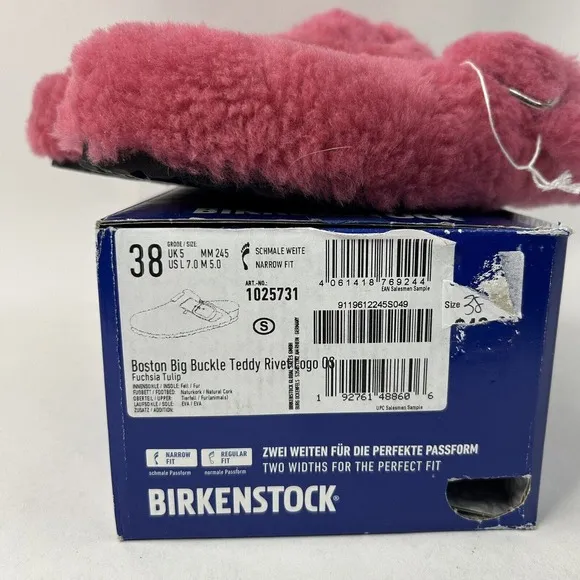 38
GRÖßE/SIZE:
UK 5 MM 245
US L 7.0 M 5.0
SCHMALE WEITE
NARROW FIT
ART.-NO.:
1025731
S
4 061418 769244
EAN Salesmen Sample
9119612245S049
Size 38
Boston Big Buckle Teddy Rivet Logo OS
Fuchsia Tulip
INNENSOHLE / INSOLE: Fell / Fur
FUSSBETT / FOOTBED: Naturkork / Natural Cork
OBERTEIL / UPPER: Tierfell / Fur(animals)
LAUFSOHLE / SOLE: EVA / EVA
ZUSATZ / ADDITION:
1 92761 48860 6
UPC Salesmen Sample
NARROW FIT
schmale Passform
REGULAR FIT
normale Passform
ZWEI WEITEN FÜR DIE PERFEKTE PASSFORM
TWO WIDTHS FOR THE PERFECT FIT
BIRKENSTOCK®